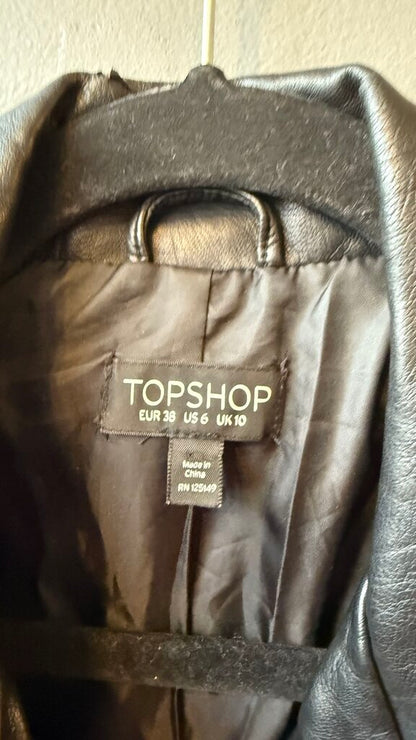 TOPSHOP
EUR 38 US 6 UK 10
Made in
China
RN 125149